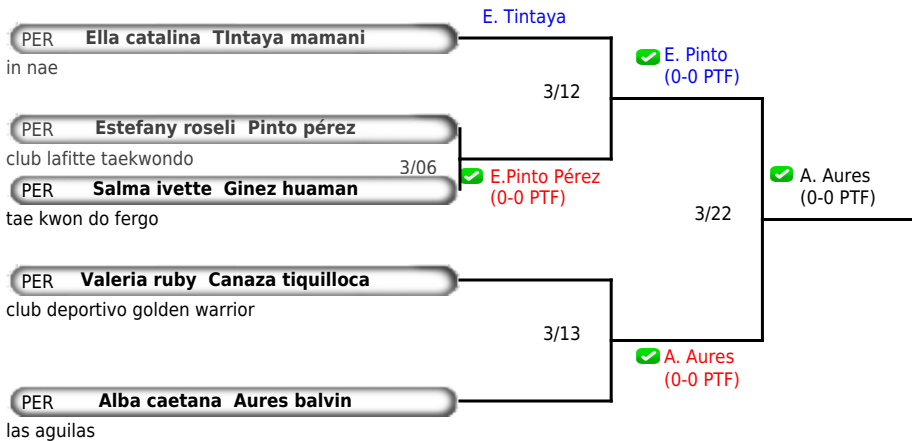 E. Tintaya
PER Ella catalina TIntaya mamani
in nae
E. Pinto
(0-0 PTF)
3/12
PER Estefany roseli Pinto pérez
club lafitte taekwondo
3/06
E.Pinto Pérez
(0-0 PTF)
PER Salma ivette Ginez huaman
tae kwon do fergo
A. Aures
(0-0 PTF)
3/22
PER Valeria ruby Canaza tiquilloca
club deportivo golden warrior
3/13
A. Aures
(0-0 PTF)
PER Alba caetana Aures balvin
las aguilas